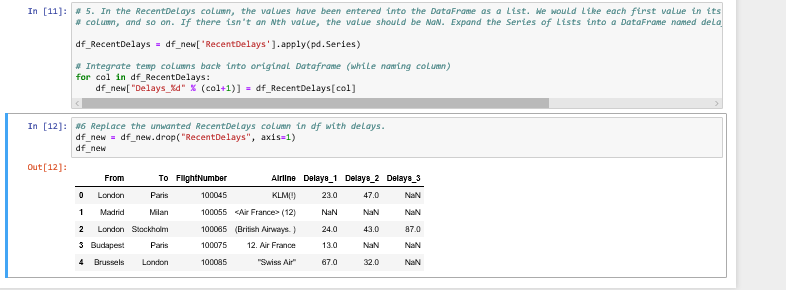 In [11]:
# 5. In the RecentDelays column, the values have been entered into the DataFrame as a list. We would like each first value in its
# column, and so on. If there isn't an Nth value, the value should be NaN. Expand the Series of lists into a DataFrame named
df_RecentDelays = df_new['RecentDelays'].apply(pd.Series)
# Integrate temp columns back into original Dataframe (while naming column)
for col in df_RecentDelays:
df_new["Delays_%d" % (col+1)] = df_RecentDelays[col]
In [12]:
#6 Replace the unwanted RecentDelays column in df with delays.
df_new = df_new.drop("RecentDelays", axis=1)
df_new
Out[12]:
From To FlightNumber Airline Delays_1 Delays_2 Delays_3
0 London Paris 100045 KLM(!) 23.0 47.0 NaN
1 Madrid Milan 100055 <Air France> (12) NaN NaN NaN
2 London Stockholm 100065 (British Airways. ) 24.0 43.0 87.0
3 Budapest Paris 100075 12. Air France 13.0 NaN NaN
4 Brussels London 100085 "Swiss Air" 67.0 32.0 NaN